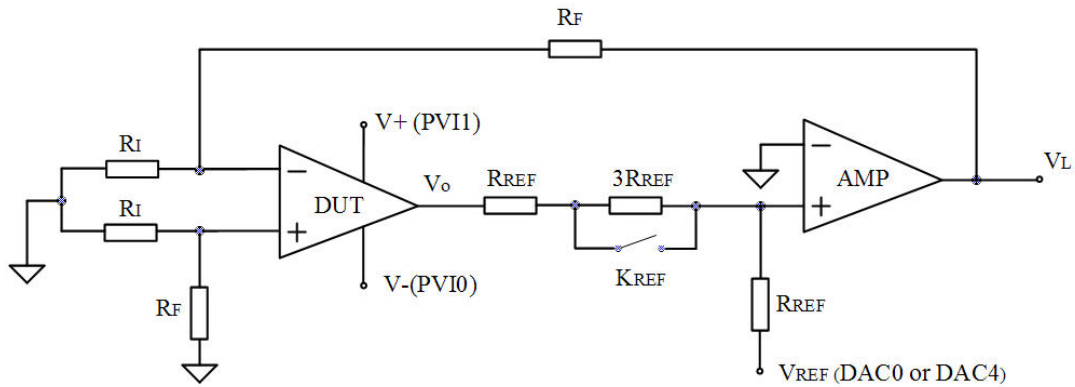 RF
V+ (PVI1)
RI
Vo
RREF
3RREF
VL
−
−
DUT
AMP
RI
+
+
KREF
V-(PVI0)
RF
RREF
VREF (DAC0 or DAC4)